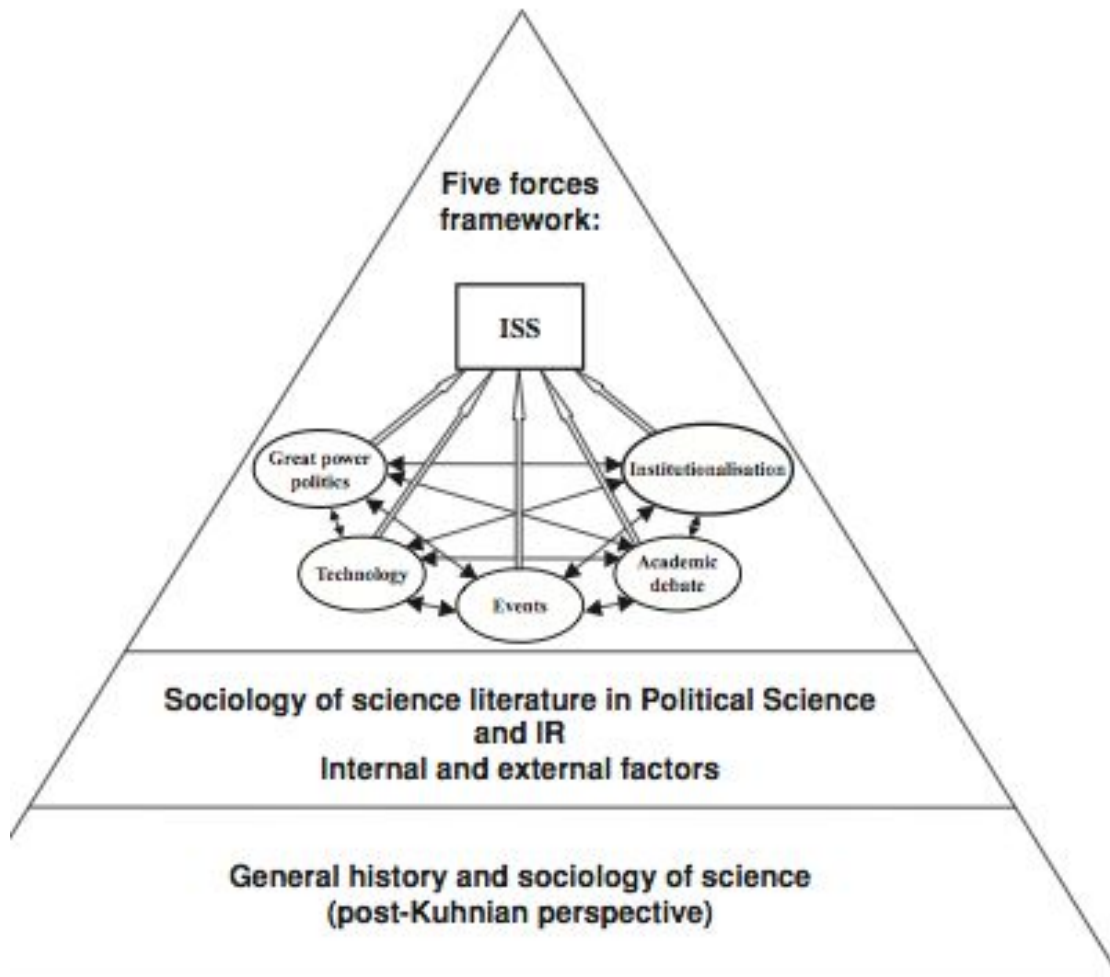 Five forces
framework:
ISS
Great power
politics
Institutionalisation
Technology
Academic
debate
Events
Sociology of science literature in Political Science
and IR
Internal and external factors
General history and sociology of science
(post-Kuhnian perspective)